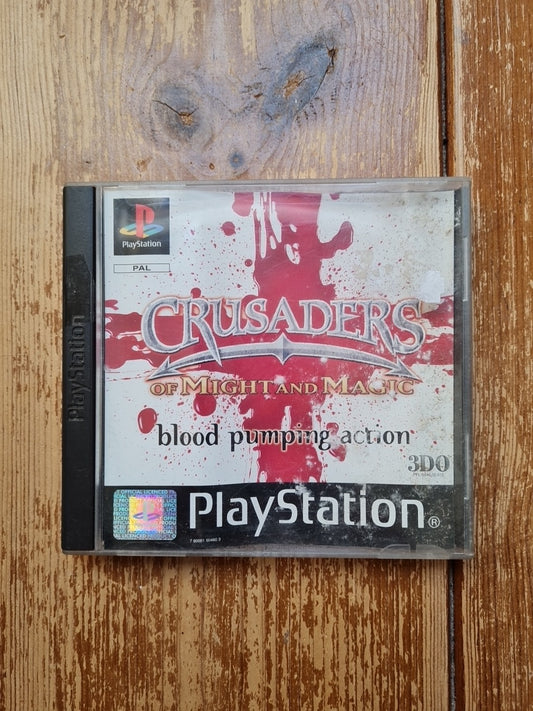 PlayStation
PAL
PlayStation
CRUSADERS
OF MIGHT AND MAGIC
blood pumping action
3DO
PlayStation®